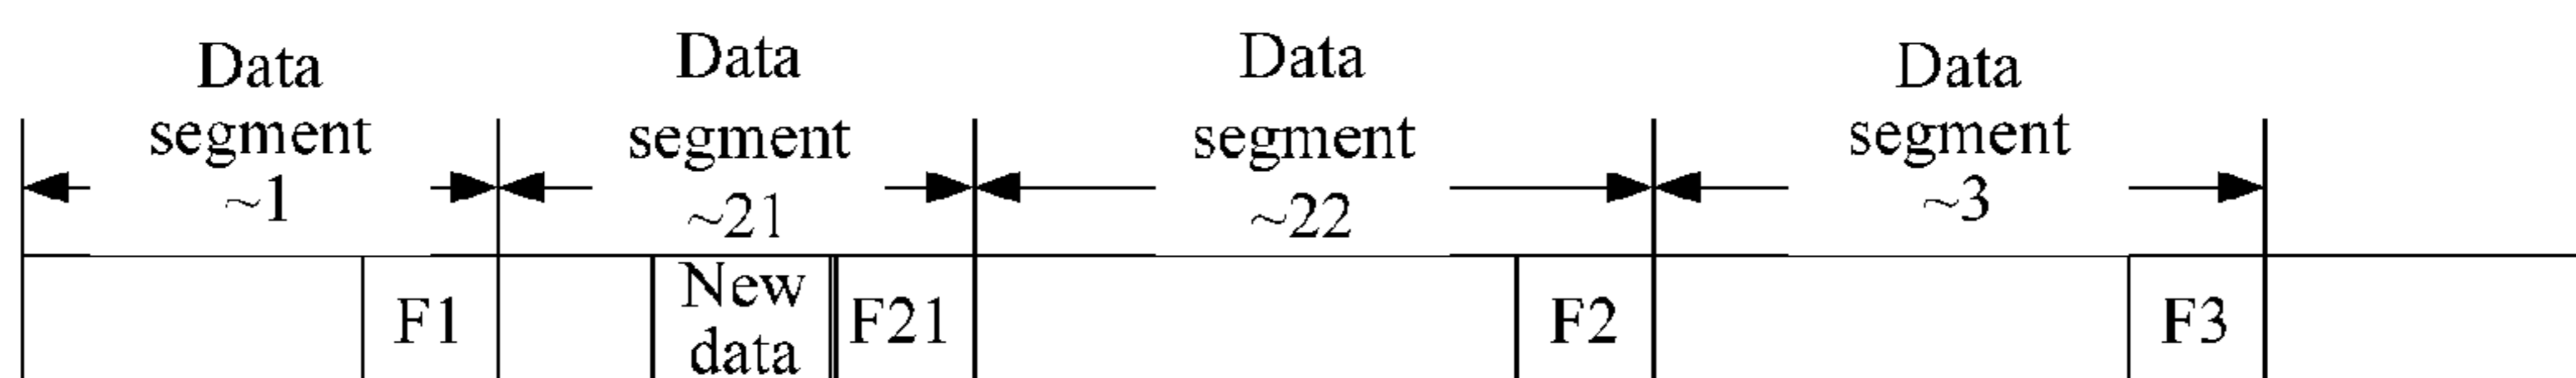 Data
segment
~1
Data
segment
~21
Data
segment
~22
Data
segment
~3
F1
New
data
F21
F2
F3